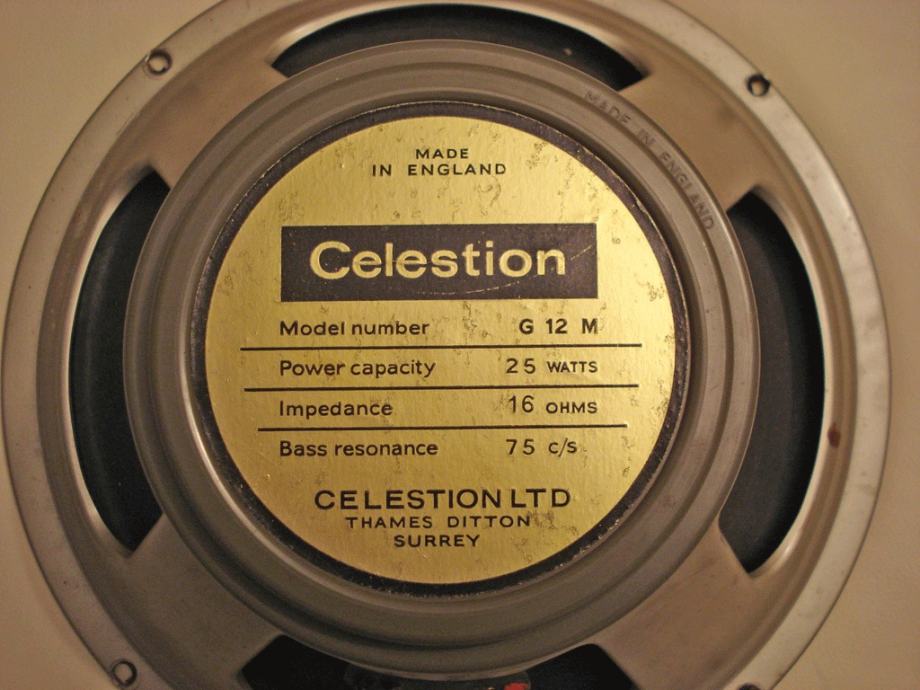 MADE IN ENGLAND
MADE
IN ENGLAND
Celestion
Model number G 12 M
Power capacity 25 WATTS
Impedance 16 OHMS
Bass resonance 75 c/s
CELESTION LTD
THAMES DITTON
SURREY